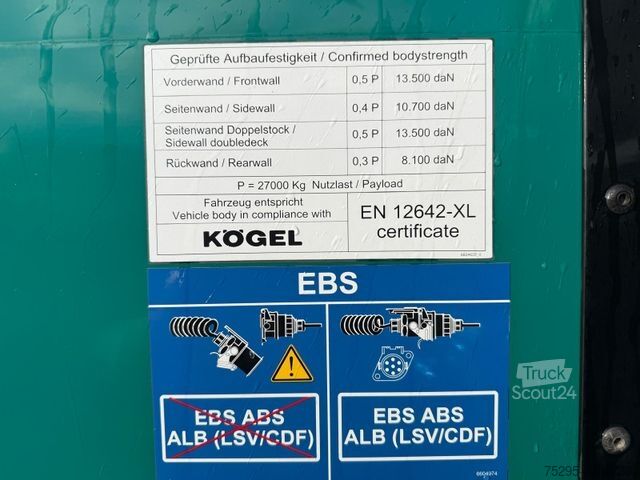 Geprüfte Aufbaufestigkeit / Confirmed bodystrength
Vorderwand / Frontwall 0,5 P 13.500 daN
Seitenwand / Sidewall 0,4 P 10.700 daN
Seitenwand Doppelstock /
Sidewall doubledeck 0,5 P 13.500 daN
Rückwand / Rearwall 0,3 P 8.100 daN
P = 27000 Kg Nutzlast / Payload
Fahrzeug entspricht
Vehicle body in compliance with
KÖGEL
EN 12642-XL
certificate
EBS
EBS ABS
ALB (LSV/CDF)
EBS ABS
ALB (LSV/CDF)
6604974
Truck
Scout24